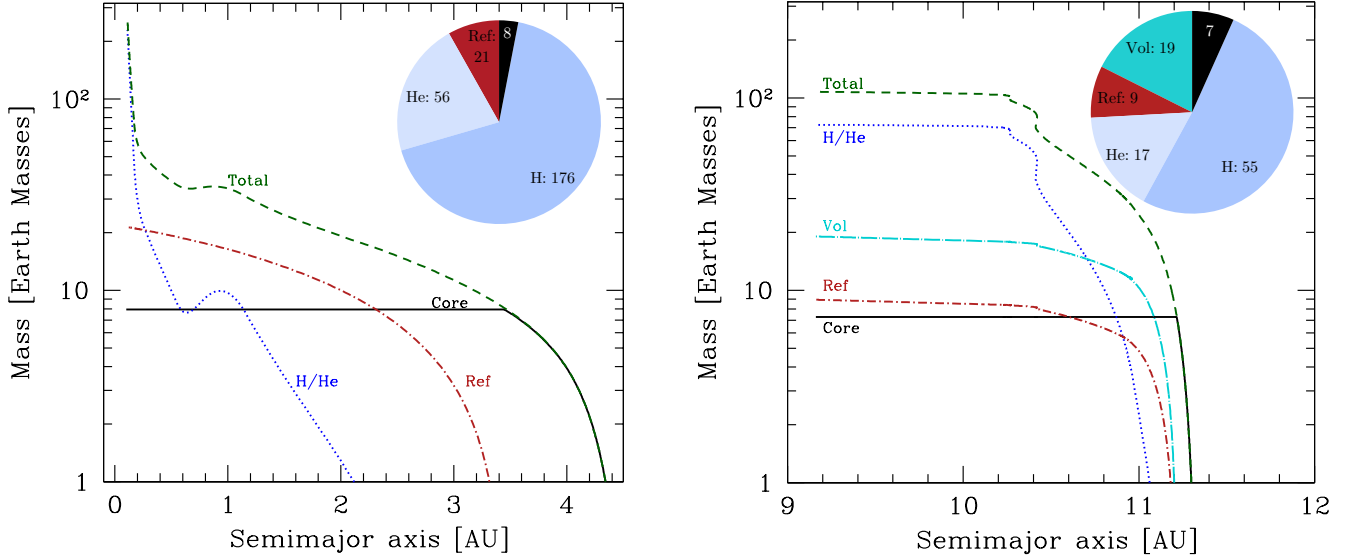 10²
10
1
Mass [Earth Masses]
0
1
2
3
4
Semimajor axis [AU]
Total
Core
H/He
Ref
Ref:
21
8
He: 56
H: 176
10²
10
1
Mass [Earth Masses]
9
10
11
12
Semimajor axis [AU]
Total
H/He
Vol
Ref
Core
Vol: 19
7
Ref: 9
He: 17
H: 55